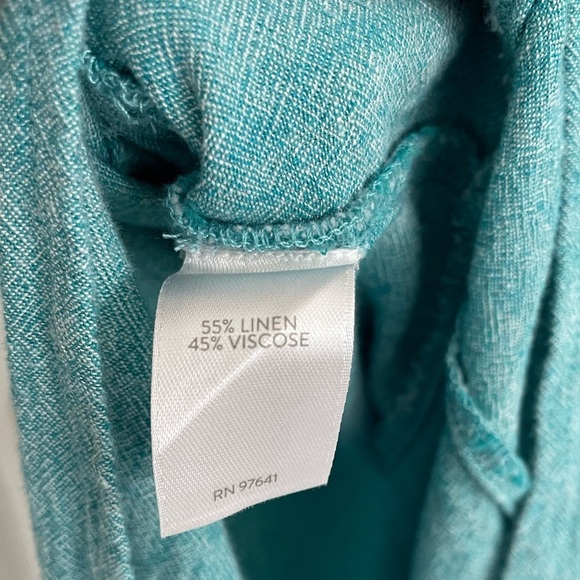 55% LINEN
45% VISCOSE
RN 97641